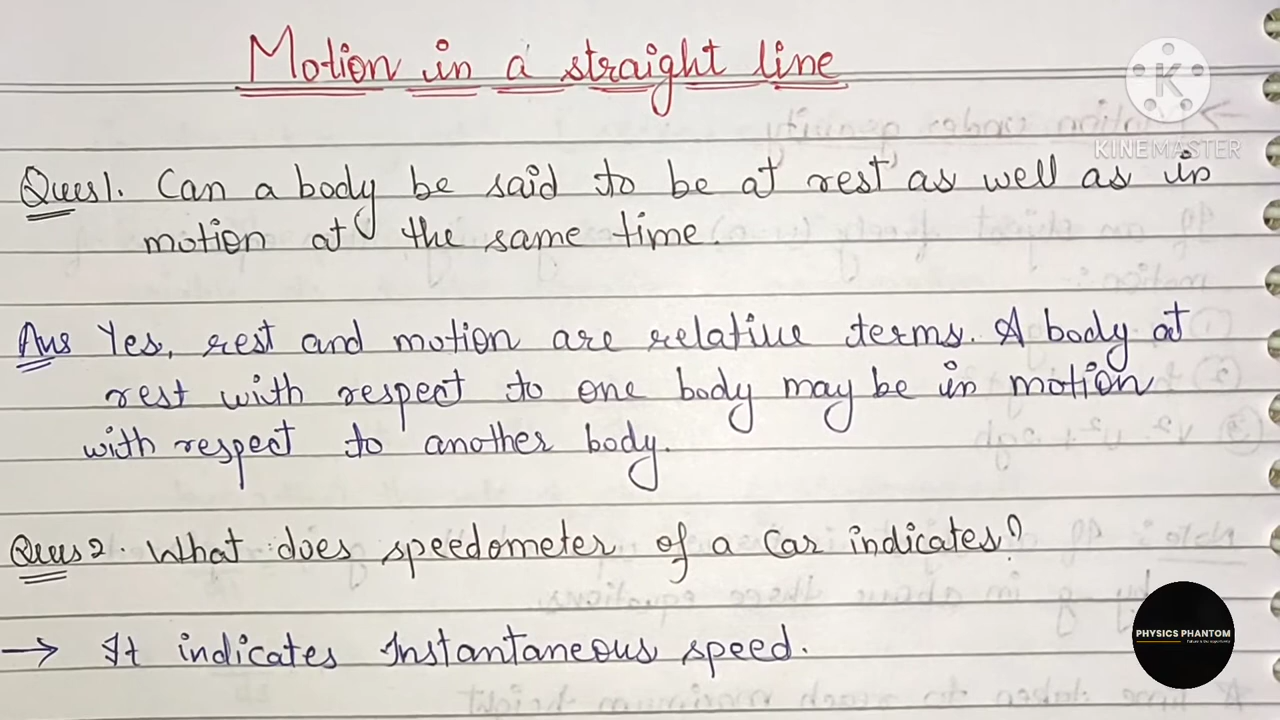 Motion in a straight line
KINEMASTER
Ques1. Can a body be said to be at rest as well as in
motion at the same time.
Ans Yes, rest and motion are relative terms. A body at
rest with respect to one body may be in motion
with respect to another body.
Ques2. What does speedometer of a car indicates?
→ It indicates Instantaneous speed.
PHYSICS PHANTOM